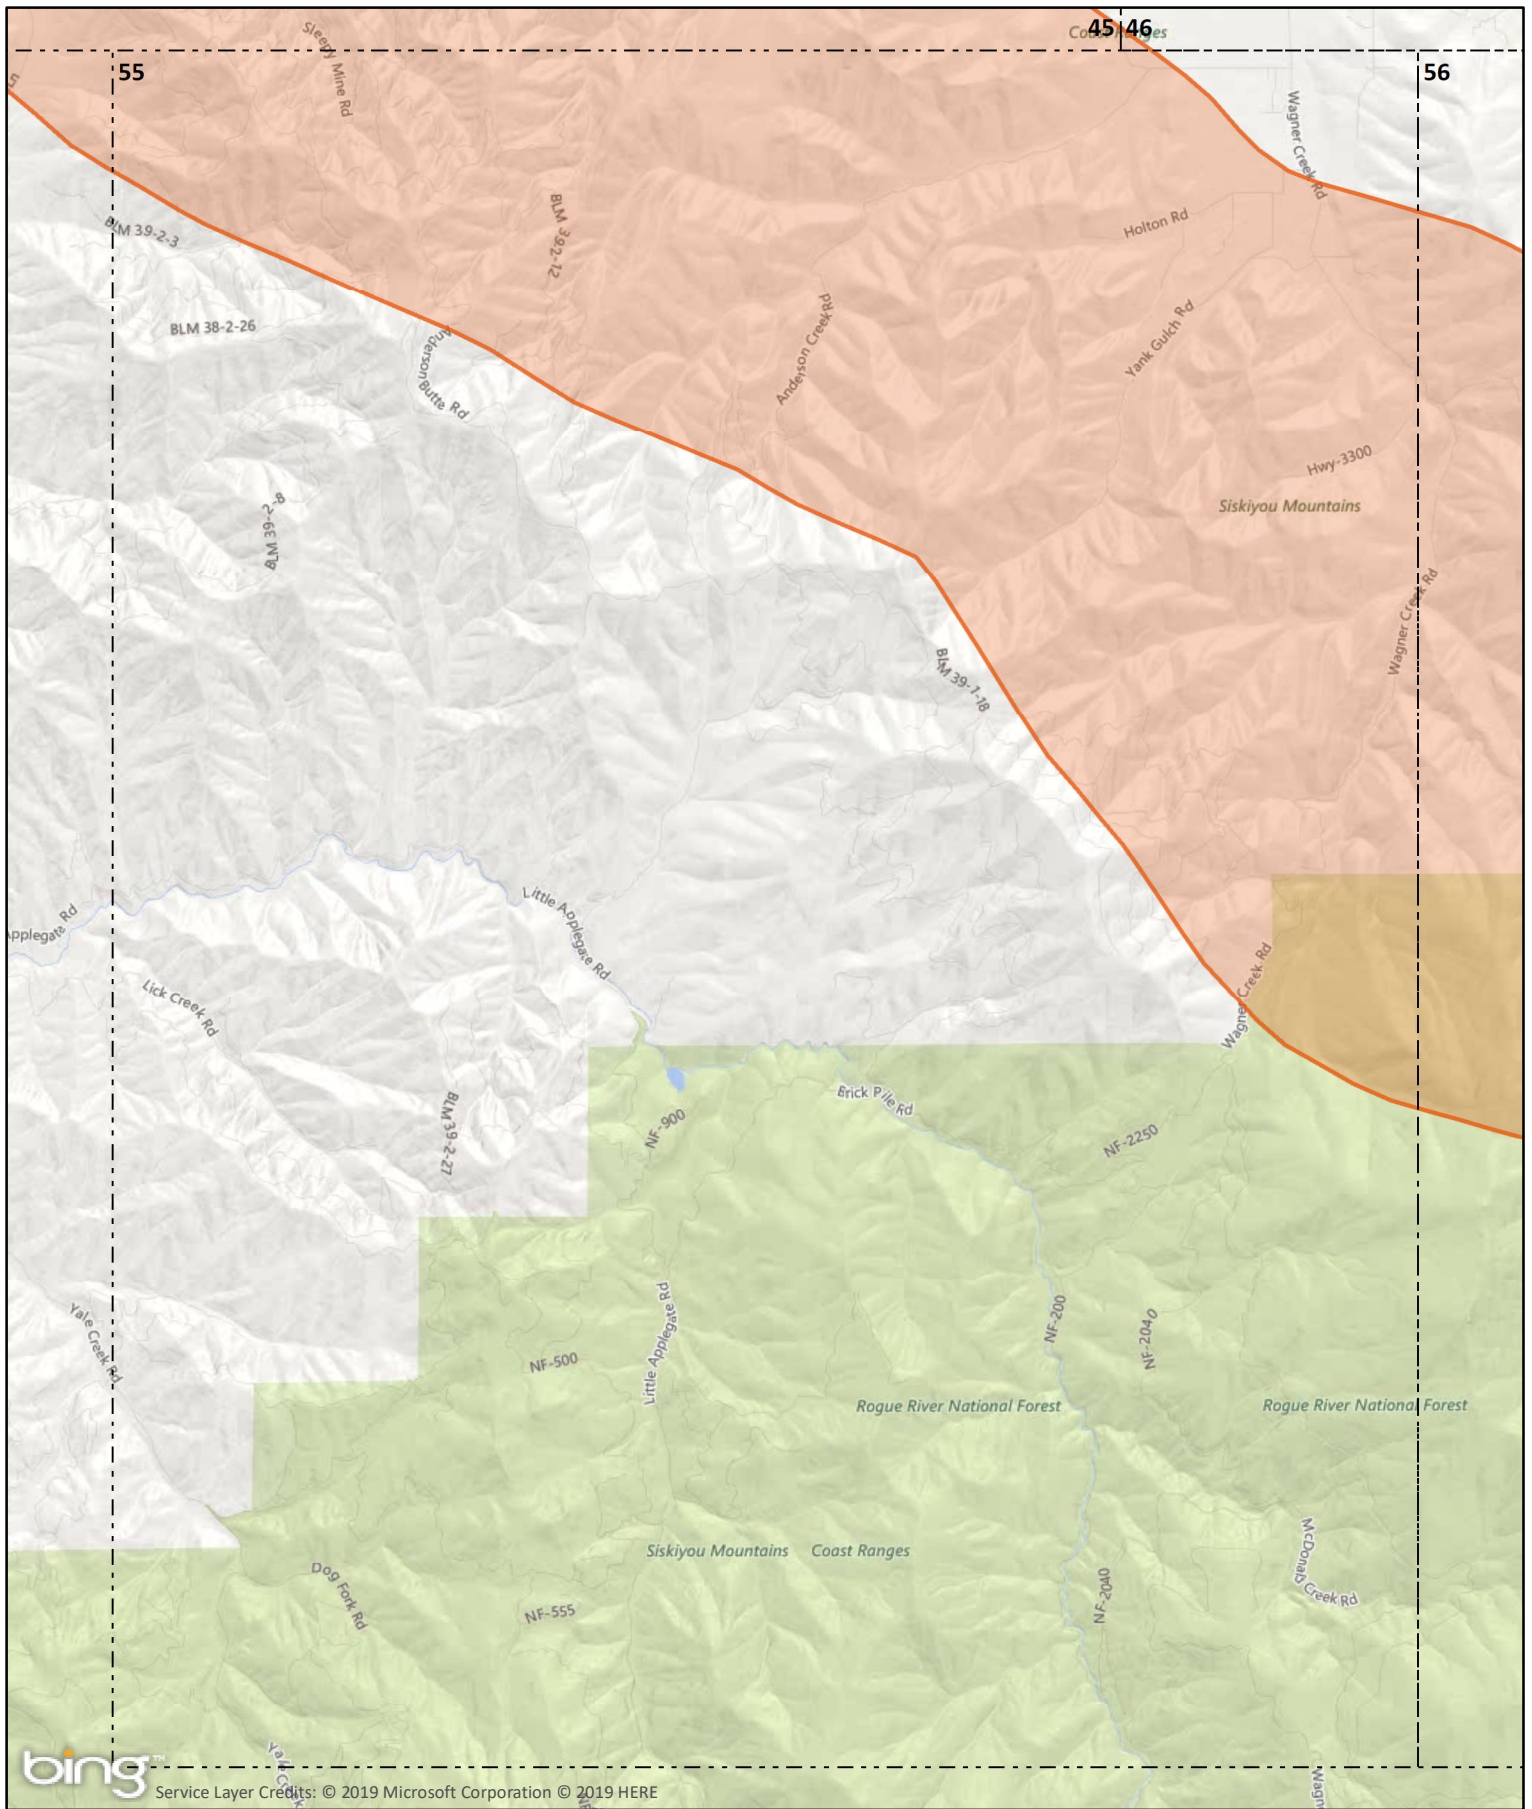 Sleepy Mine Rd
Coast Ranges
45 46
55
56
Wagner Creek Rd
BLM 39-2-3
BLM 39-2-12
Holton Rd
BLM 38-2-26
Anderson Butte Rd
Anderson Creek Rd
Yank Gulch Rd
Hwy-3300
Siskiyou Mountains
BLM 39-2-8
Wagner Creek Rd
BLM 39-1-18
Applegate Rd
Little Applegate Rd
Lick Creek Rd
Wagner Creek Rd
BLM 39-2-27
NF-900
Brick Pile Rd
NF-2250
Yale Creek Rd
NF-500
Little Applegate Rd
NF-200
NF-2040
Rogue River National Forest
Rogue River National Forest
Siskiyou Mountains
Coast Ranges
McDonald Creek Rd
Dog Fork Rd
NF-555
NF-2040
bing™
Service Layer Credits: © 2019 Microsoft Corporation © 2019 HERE
NF
Wagn